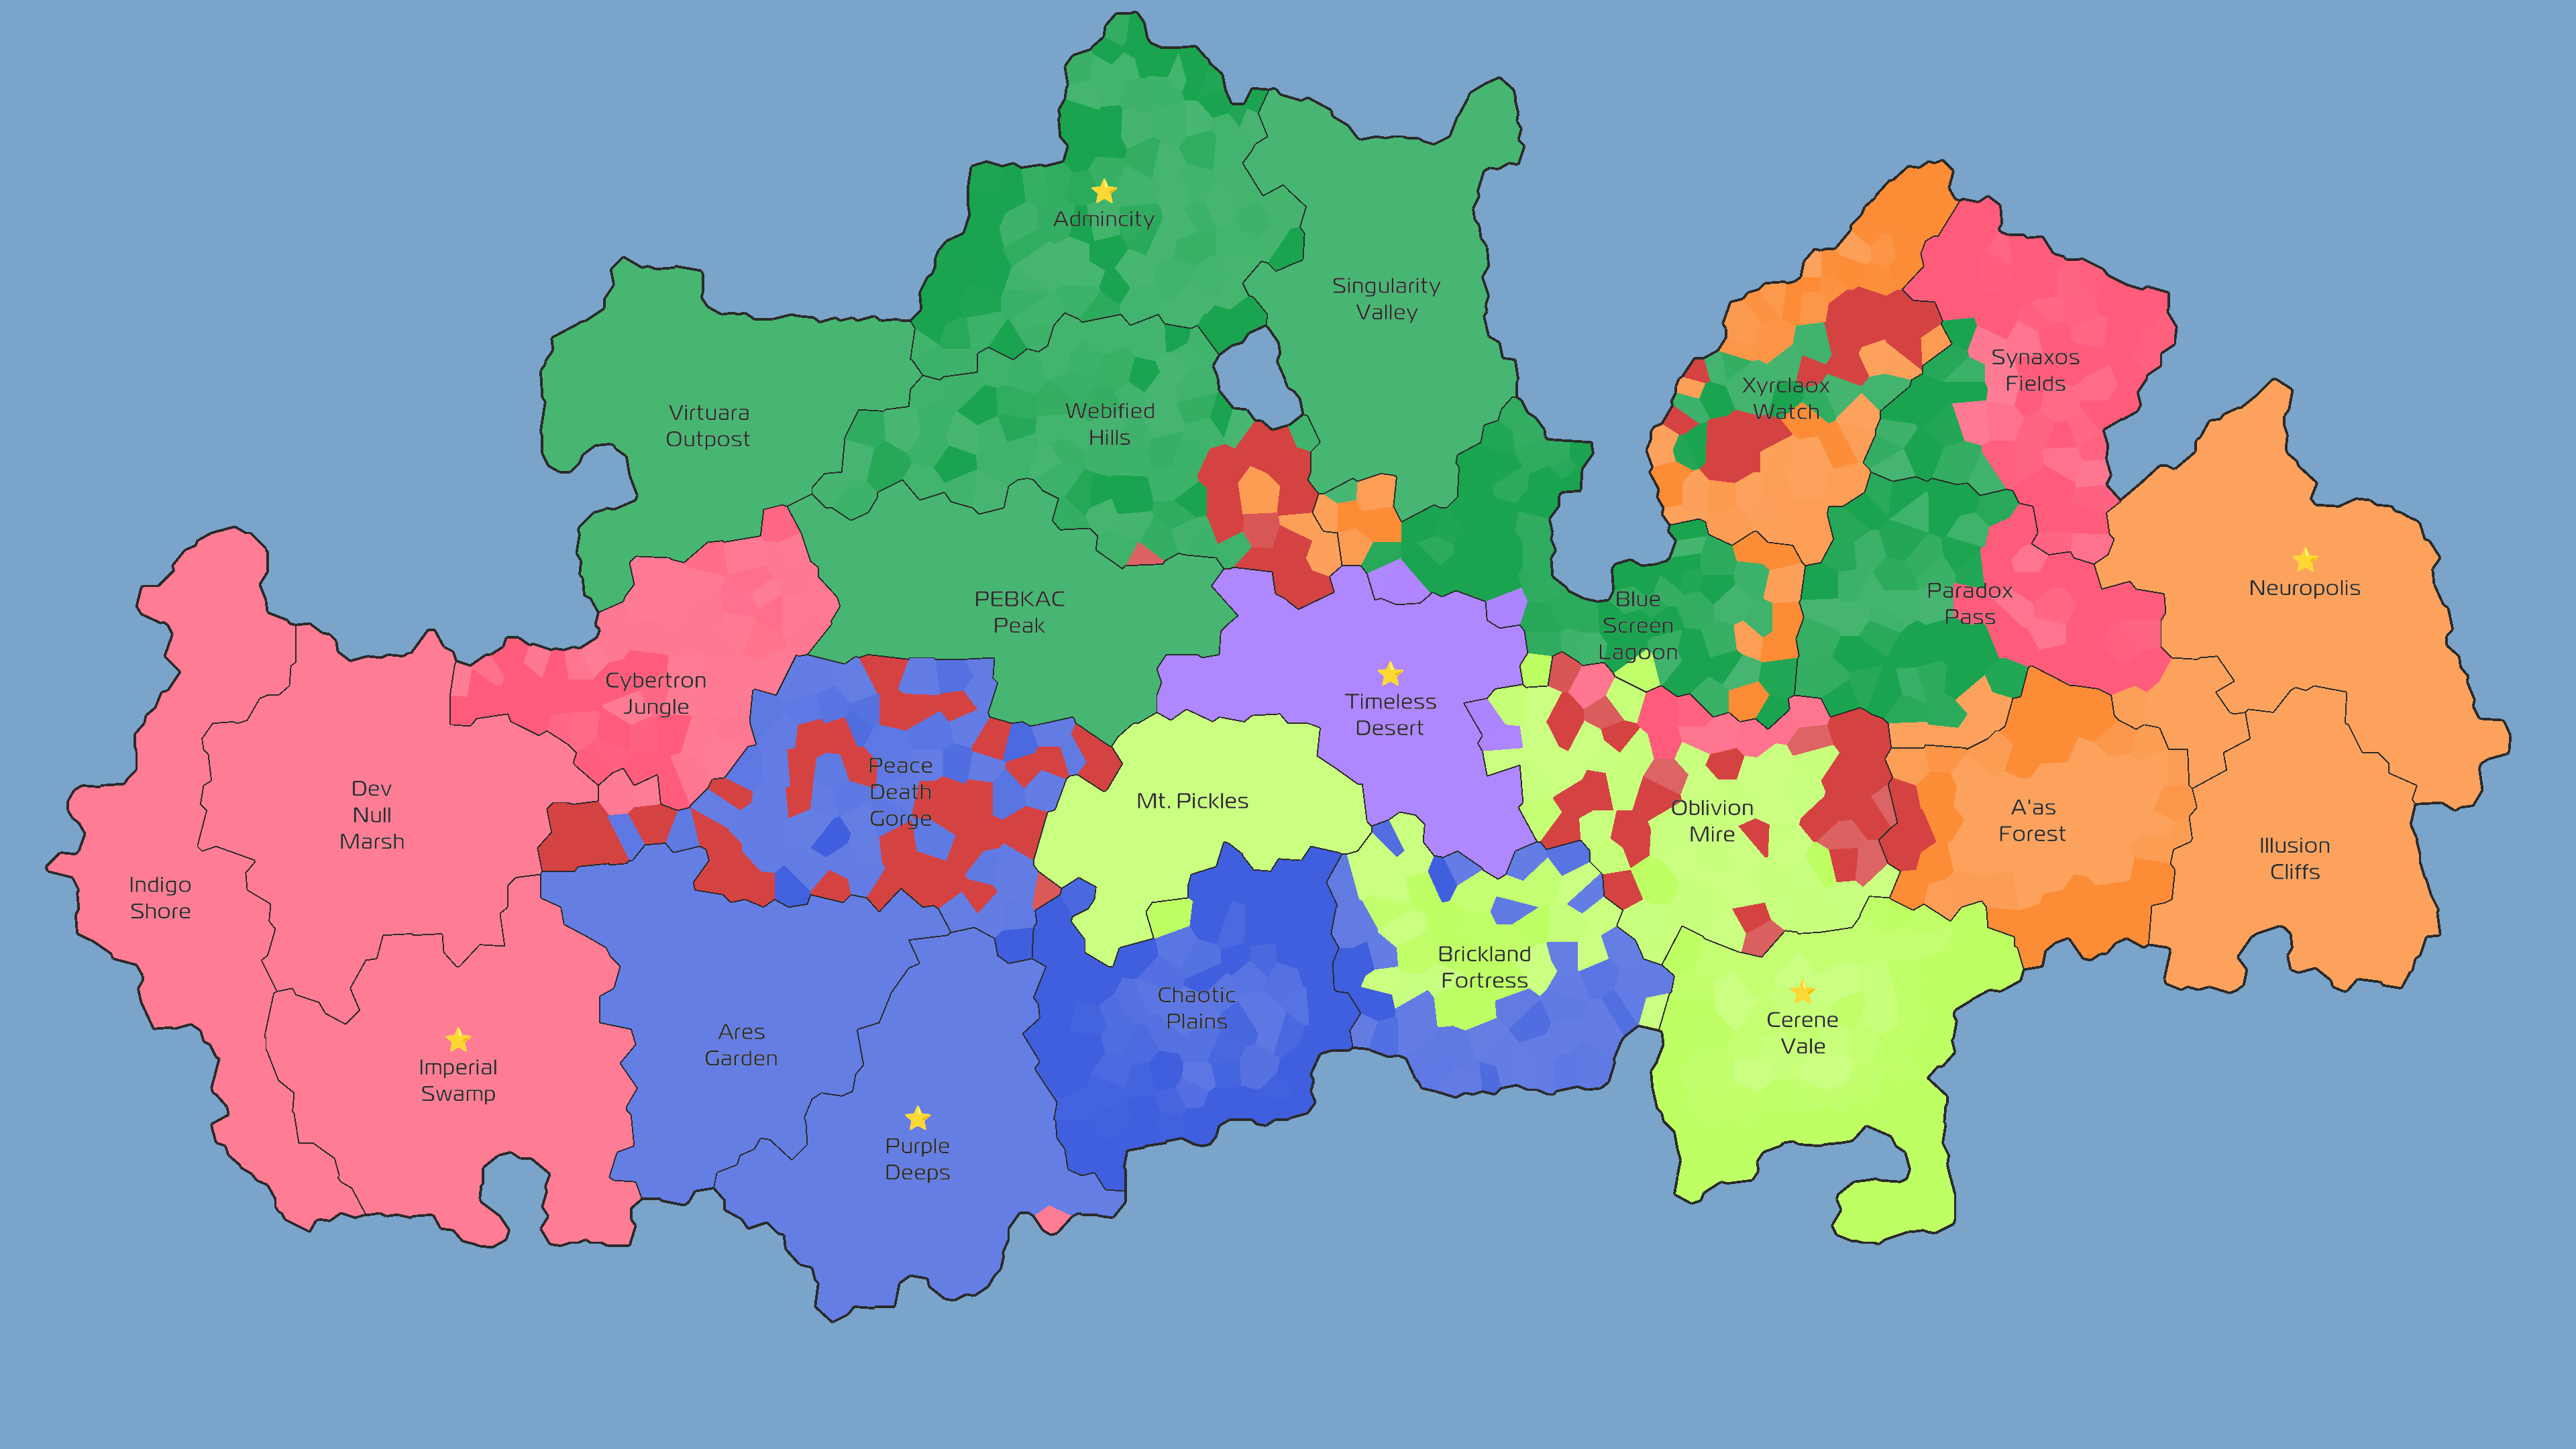 Admincity
Singularity
Valley
Synaxos
Fields
Xyrclaox
Watch
Virtuara
Outpost
Webified
Hills
Neuropolis
PEBKAC
Peak
Blue
Screen
Lagoon
Paradox
Pass
Cybertron
Jungle
Timeless
Desert
Peace
Death
Gorge
Mt. Pickles
Dev
Null
Marsh
Oblivion
Mire
A'as
Forest
Illusion
Cliffs
Indigo
Shore
Brickland
Fortress
Chaotic
Plains
Cerene
Vale
Ares
Garden
Imperial
Swamp
Purple
Deeps